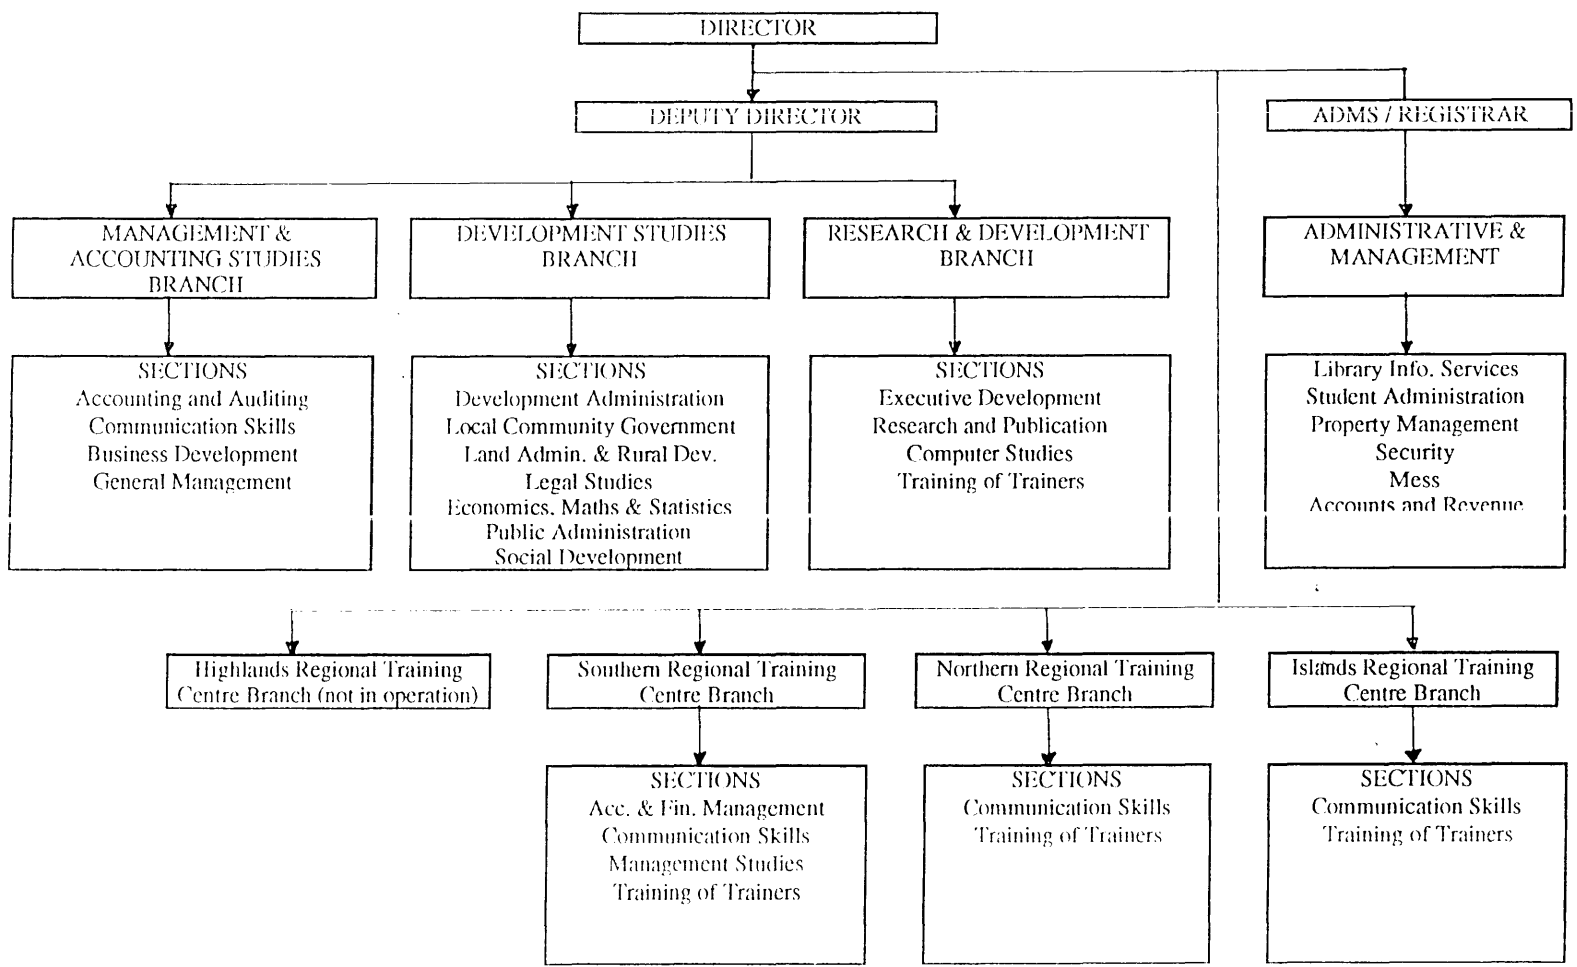 DIRECTOR
DEPUTY DIRECTOR
ADMS / REGISTRAR
MANAGEMENT &
ACCOUNTING STUDIES
BRANCH
DEVELOPMENT STUDIES
BRANCH
RESEARCH & DEVELOPMENT
BRANCH
ADMINISTRATIVE &
MANAGEMENT
SECTIONS
Accounting and Auditing
Communication Skills
Business Development
General Management
SECTIONS
Development Administration
Local Community Government
Land Admin. & Rural Dev.
Legal Studies
Economics, Maths & Statistics
Public Administration
Social Development
SECTIONS
Executive Development
Research and Publication
Computer Studies
Training of Trainers
Library Info. Services
Student Administration
Property Management
Security
Mess
Accounts and Revenue
Highlands Regional Training
Centre Branch (not in operation)
Southern Regional Training
Centre Branch
Northern Regional Training
Centre Branch
Islands Regional Training
Centre Branch
SECTIONS
Acc. & Fin. Management
Communication Skills
Management Studies
Training of Trainers
SECTIONS
Communication Skills
Training of Trainers
SECTIONS
Communication Skills
Training of Trainers